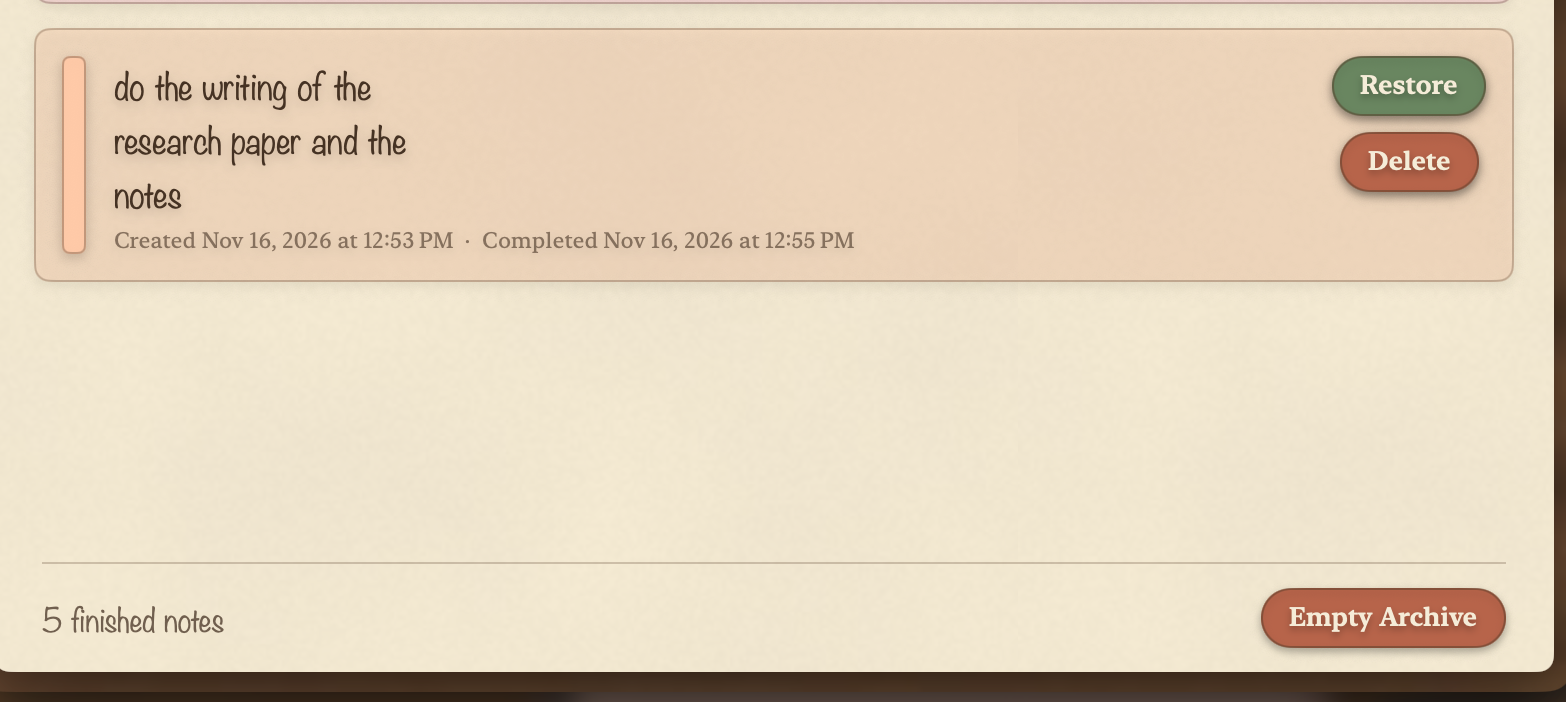 do the writing of the
research paper and the
notes
Created Nov 16, 2026 at 12:53 PM · Completed Nov 16, 2026 at 12:55 PM
Restore
Delete
5 finished notes
Empty Archive